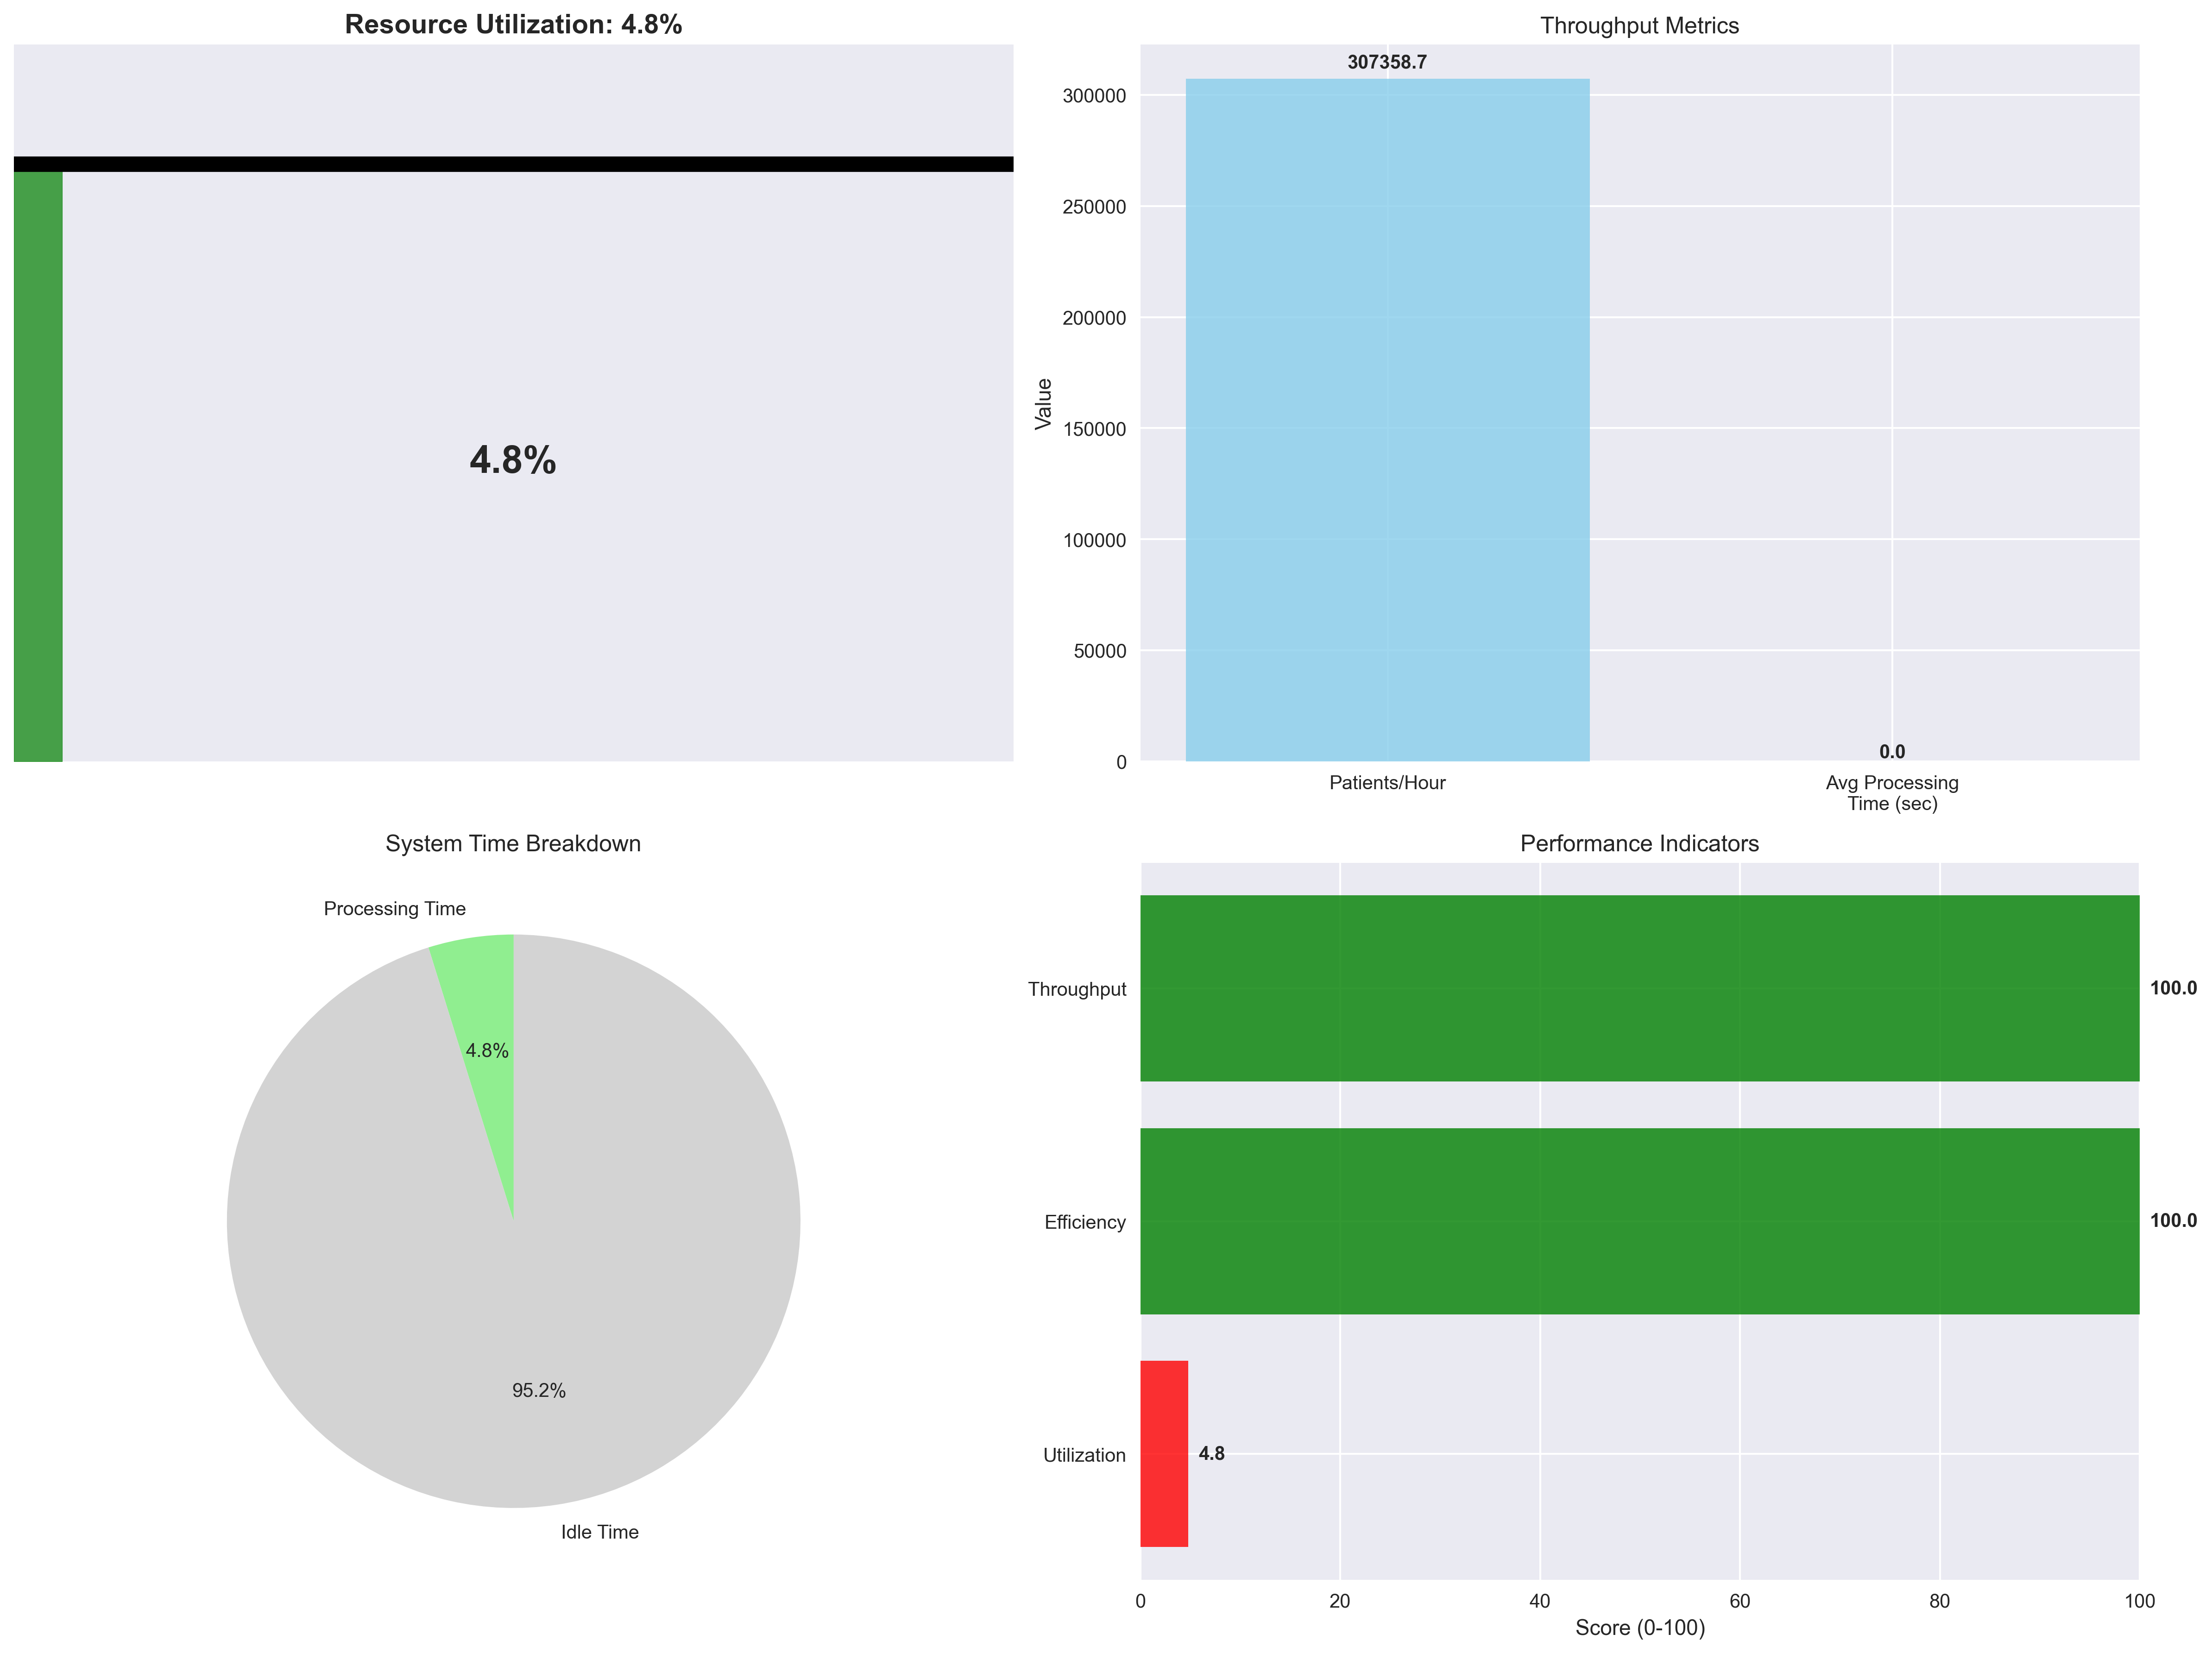 Resource Utilization: 4.8%
4.8%
Throughput Metrics
307358.7
300000
250000
200000
150000
100000
50000
0
Value
0.0
Patients/Hour
Avg Processing
Time (sec)
System Time Breakdown
Processing Time
4.8%
95.2%
Idle Time
Performance Indicators
Throughput
100.0
Efficiency
100.0
Utilization
4.8
0 20 40 60 80 100
Score (0-100)